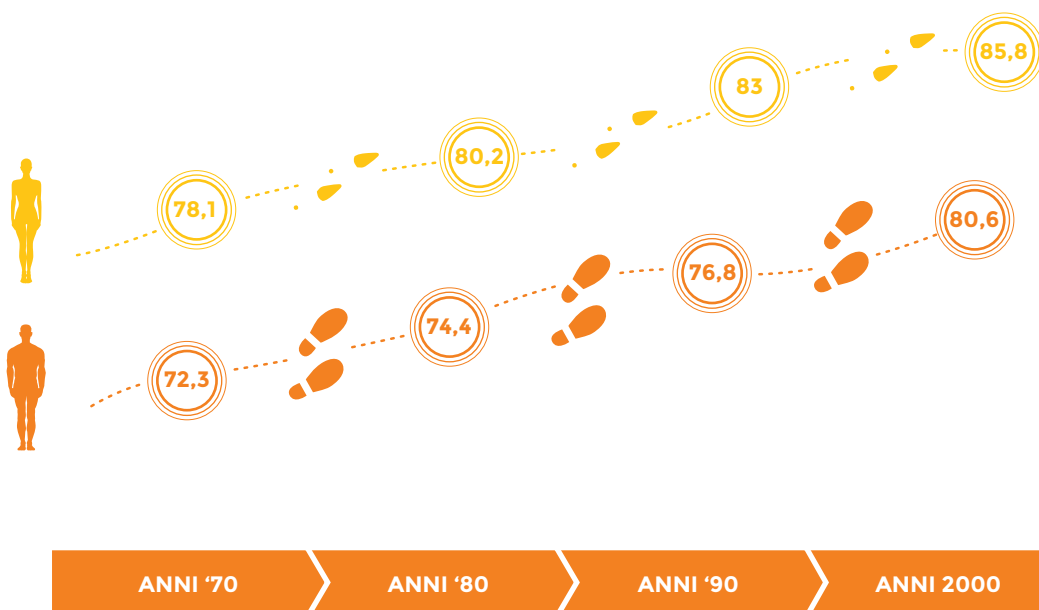 78,1
80,2
83
85,8
72,3
74,4
76,8
80,6
ANNI ‘70
ANNI ‘80
ANNI ‘90
ANNI 2000